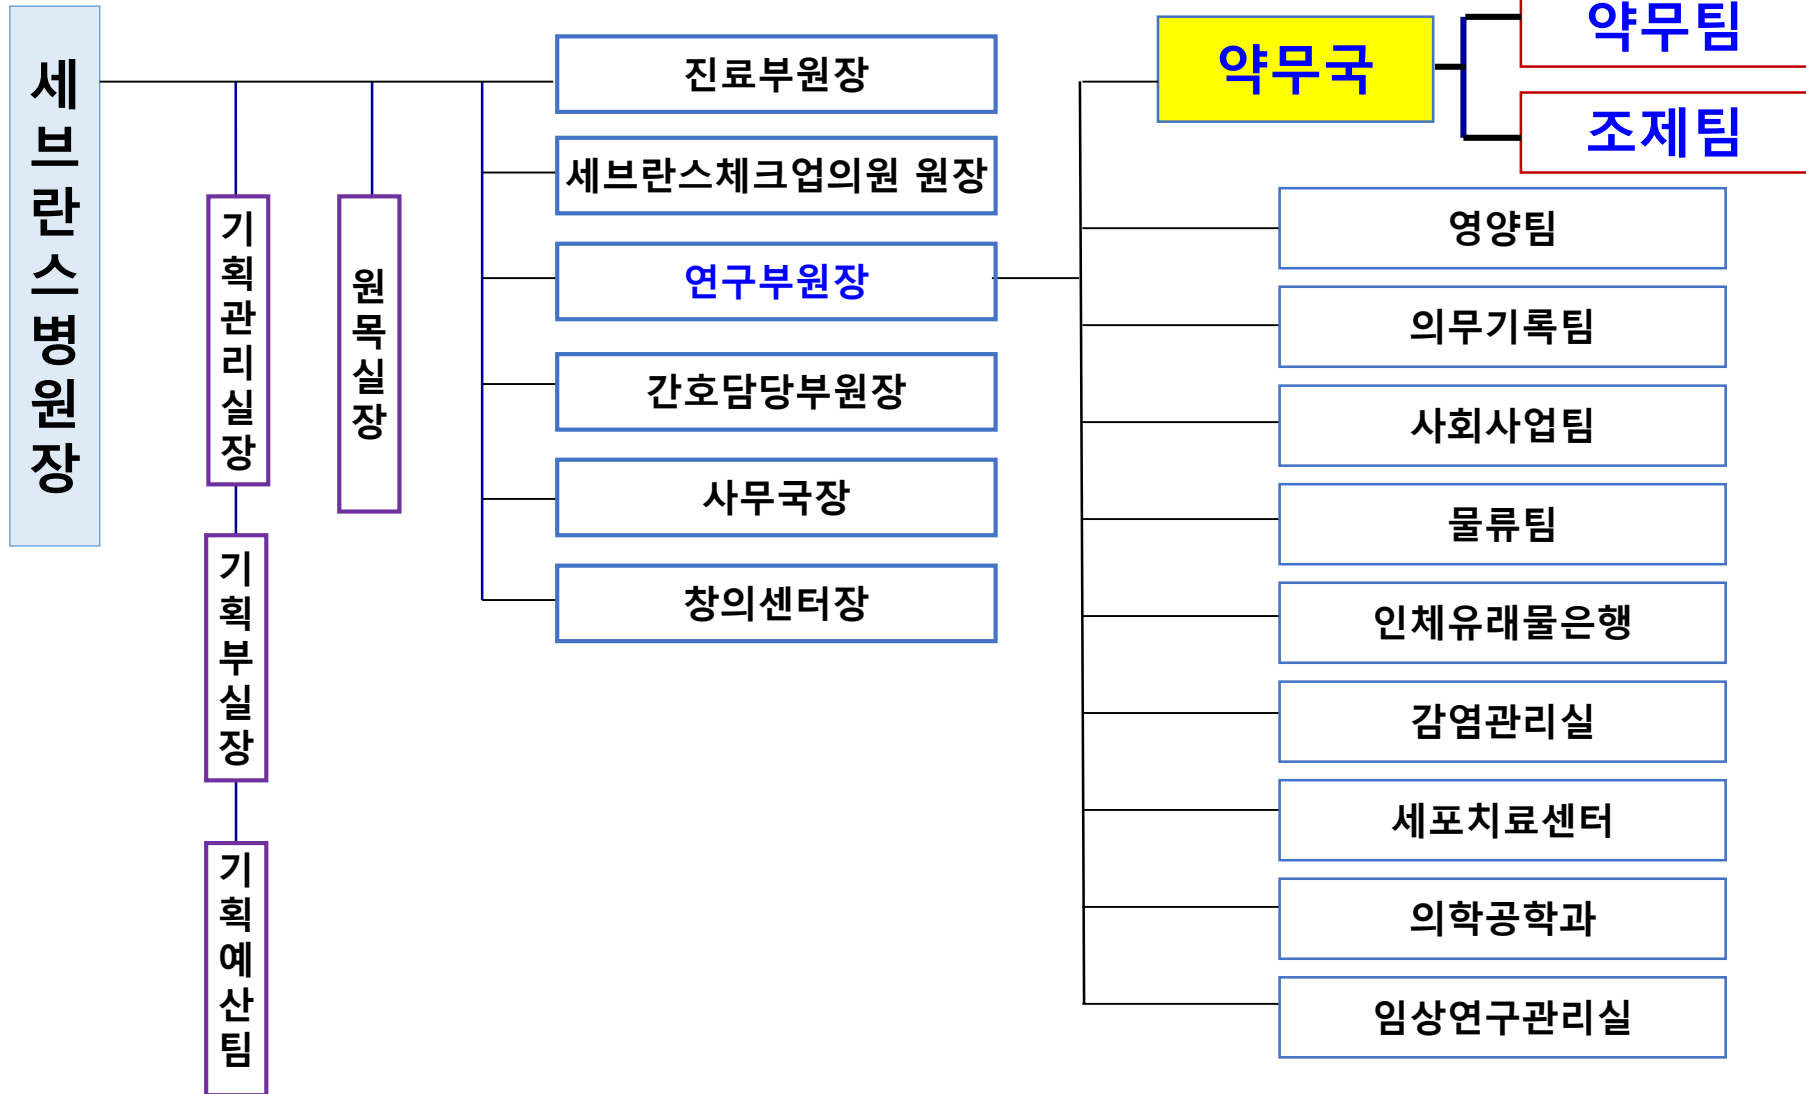 세브란스병원장
기획관리실장
기획부실장
기획예산팀
원목실장
진료부원장
세브란스체크업의원 원장
연구부원장
간호담당부원장
사무국장
창의센터장
약무국
약무팀
조제팀
영양팀
의무기록팀
사회사업팀
물류팀
인체유래물은행
감염관리실
세포치료센터
의학공학과
임상연구관리실